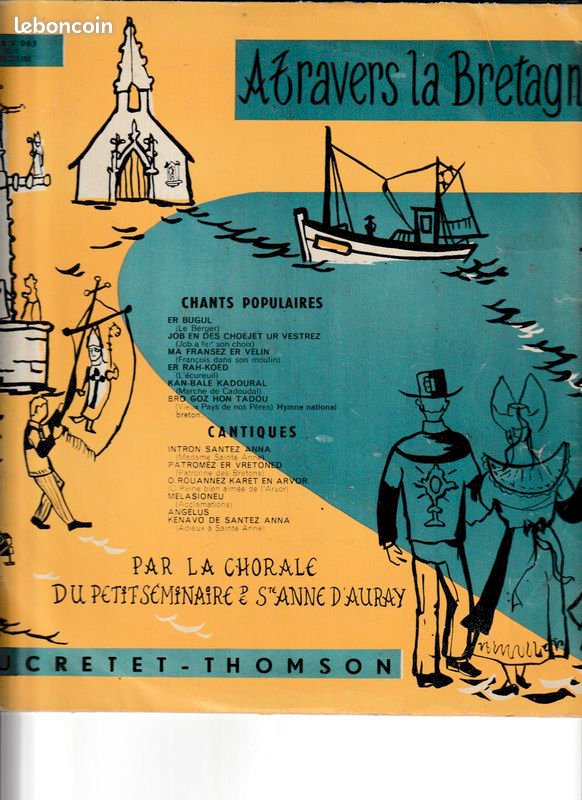 leboncoin
Atravers la Bretagn
CHANTS POPULAIRES
ER BUGUL
(Le Berger)
JOB EN DES CHOEJET UR VESTREZ
(Job a fait son choix)
MA FRANSEZ ER VELIN
(François dans son moulin)
ER RAH-KOED
(L'écureuil)
KAN-BALE KADOURAL
(Marche de Cadoudal)
BRO GOZ HON TADOU
(Vieux Pays de nos Pères) Hymne national
breton.
CANTIQUES
INTRON SANTEZ ANNA
(Madame Sainte Anne)
PATROMEZ ER VRETONED
(Patronne des Bretons)
O ROUANNEZ KARET EN ARVOR
(O Reine bien aimée de l'Arvor)
MELASIONEU
(Acclamations)
ANGELUS
KENAVO DE SANTEZ ANNA
(Adieux à Sainte Anne)
PAR LA CHORALE
DU PETIT SÉMINAIRE DE STE ANNE D'AURAY
UCRETET-THOMSON